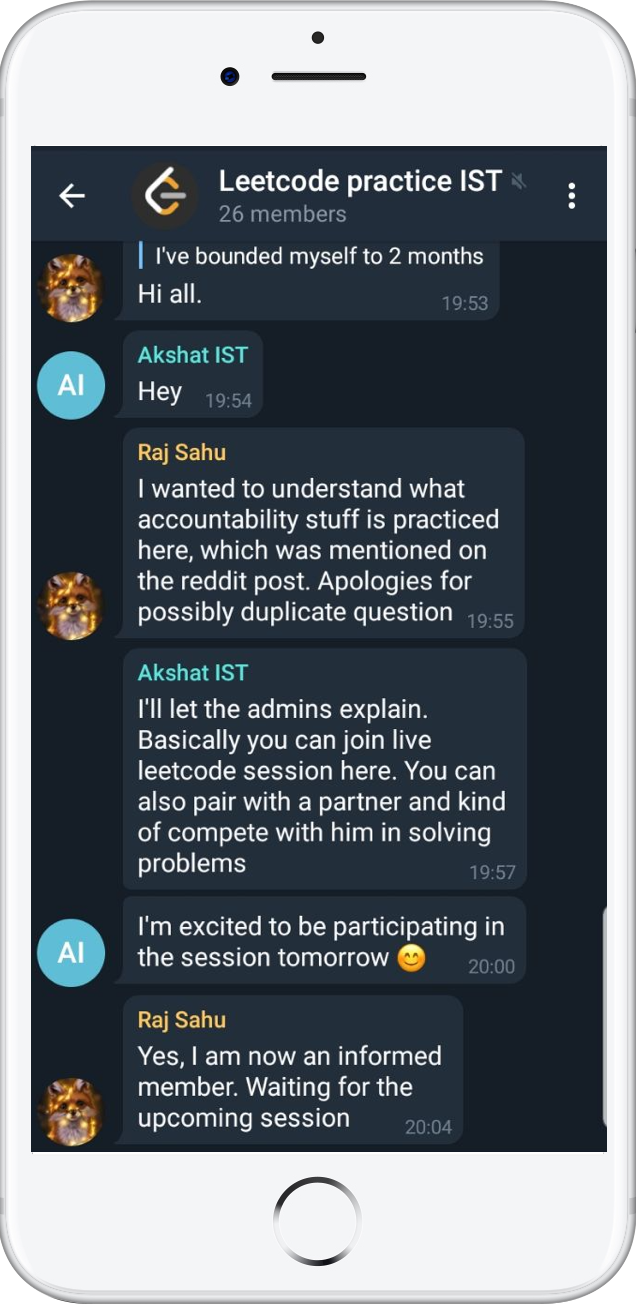 Leetcode practice IST
26 members
I've bounded myself to 2 months
Hi all.
19:53
Akshat IST
AI
Hey
19:54
Raj Sahu
I wanted to understand what
accountability stuff is practiced
here, which was mentioned on
the reddit post. Apologies for
possibly duplicate question
19:55
Akshat IST
I'll let the admins explain.
Basically you can join live
leetcode session here. You can
also pair with a partner and kind
of compete with him in solving
problems
19:57
AI
I'm excited to be participating in
the session tomorrow 😊
20:00
Raj Sahu
Yes, I am now an informed
member. Waiting for the
upcoming session
20:04